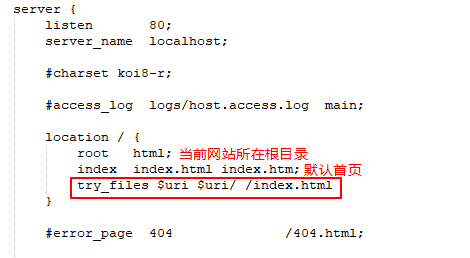 server {
listen 80;
server_name localhost;
#charset koi8-r;
#access_log logs/host.access.log main;
location / {
root html; 当前网站所在根目录
index index.html index.htm; 默认首页
try_files $uri $uri/ /index.html
}
#error_page 404 /404.html;